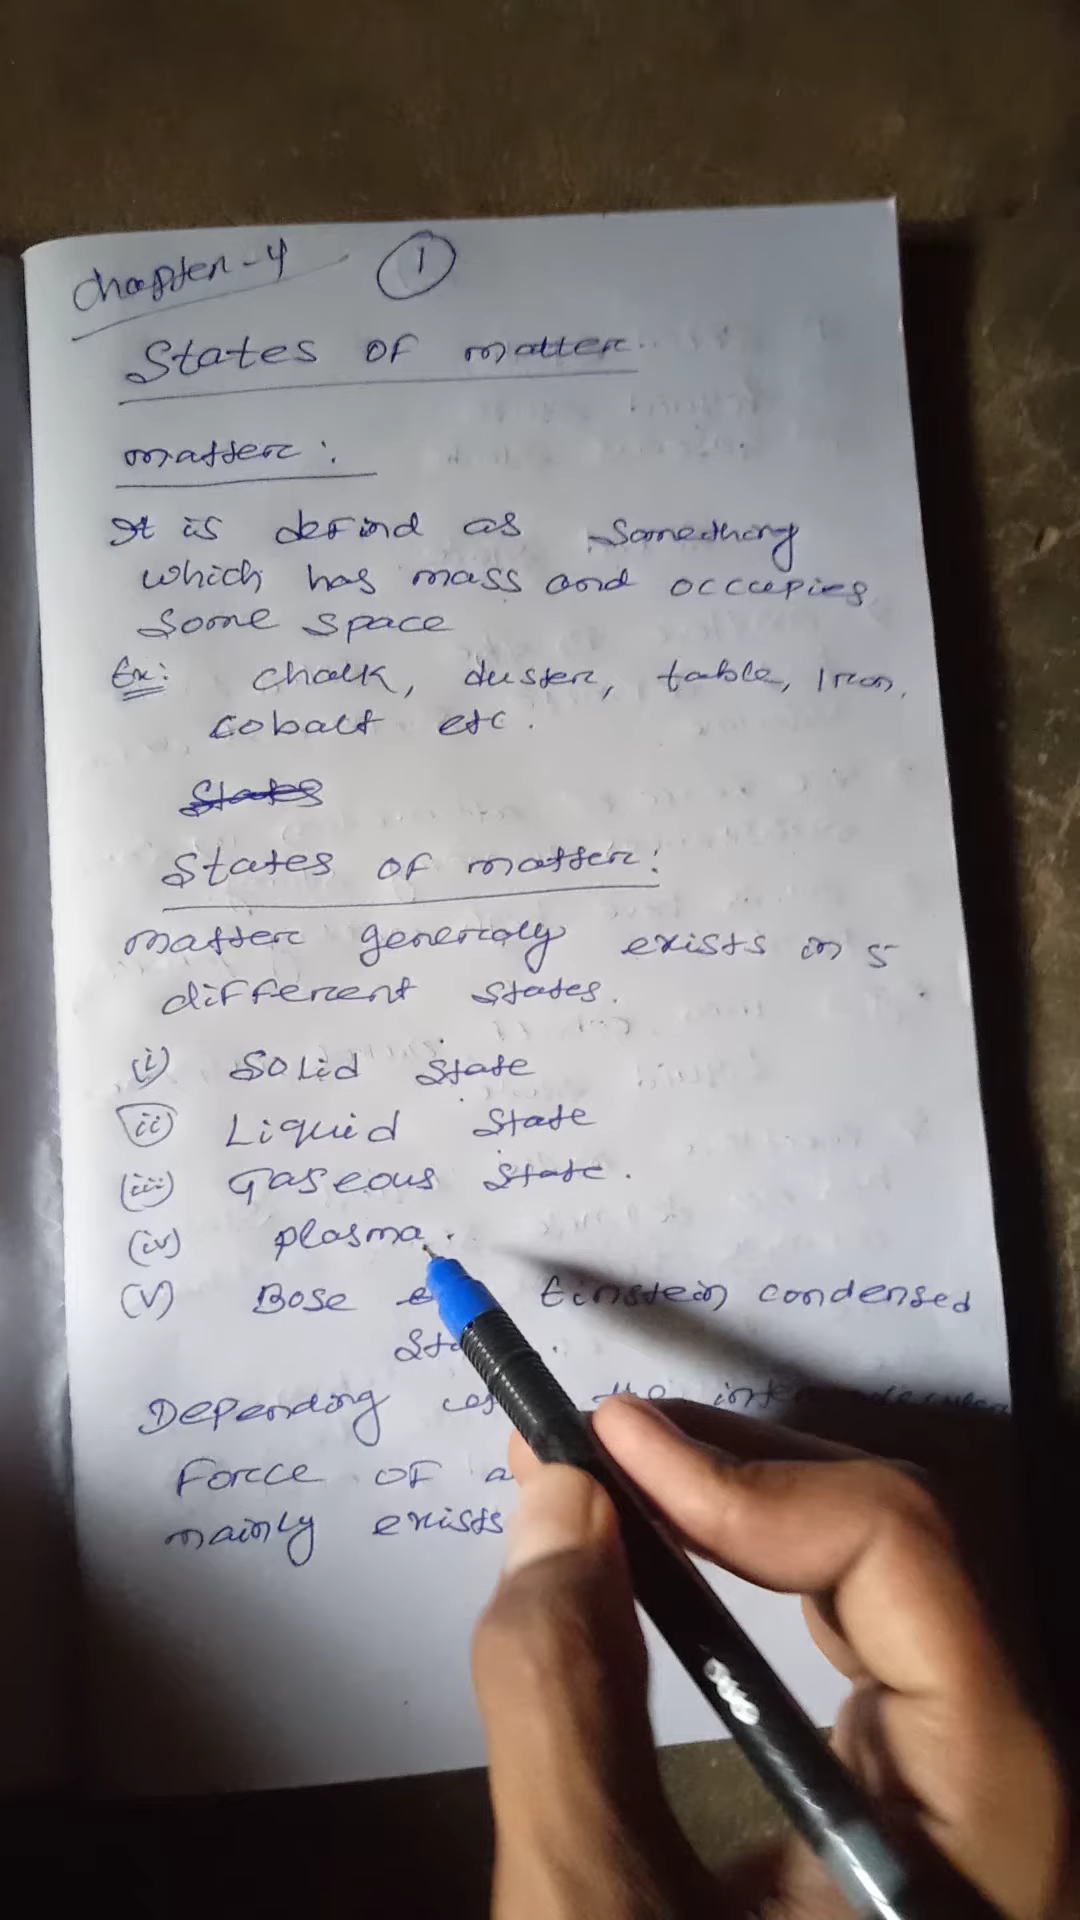 Chapter-4 1
States OF matter
matter:
It is defind as Something
which has mass and occupies
Some space
Ex: chalk, duster, table, Iron,
cobalt etc.
States
States OF matter:
matter generaly exists in 5
different states.
(i) Solid State
(ii) Liquid State
(iii) Gaseous State.
(iv) plasma.
(v) Bose Einstein condensed
Depending the
Force OF
mainly exists